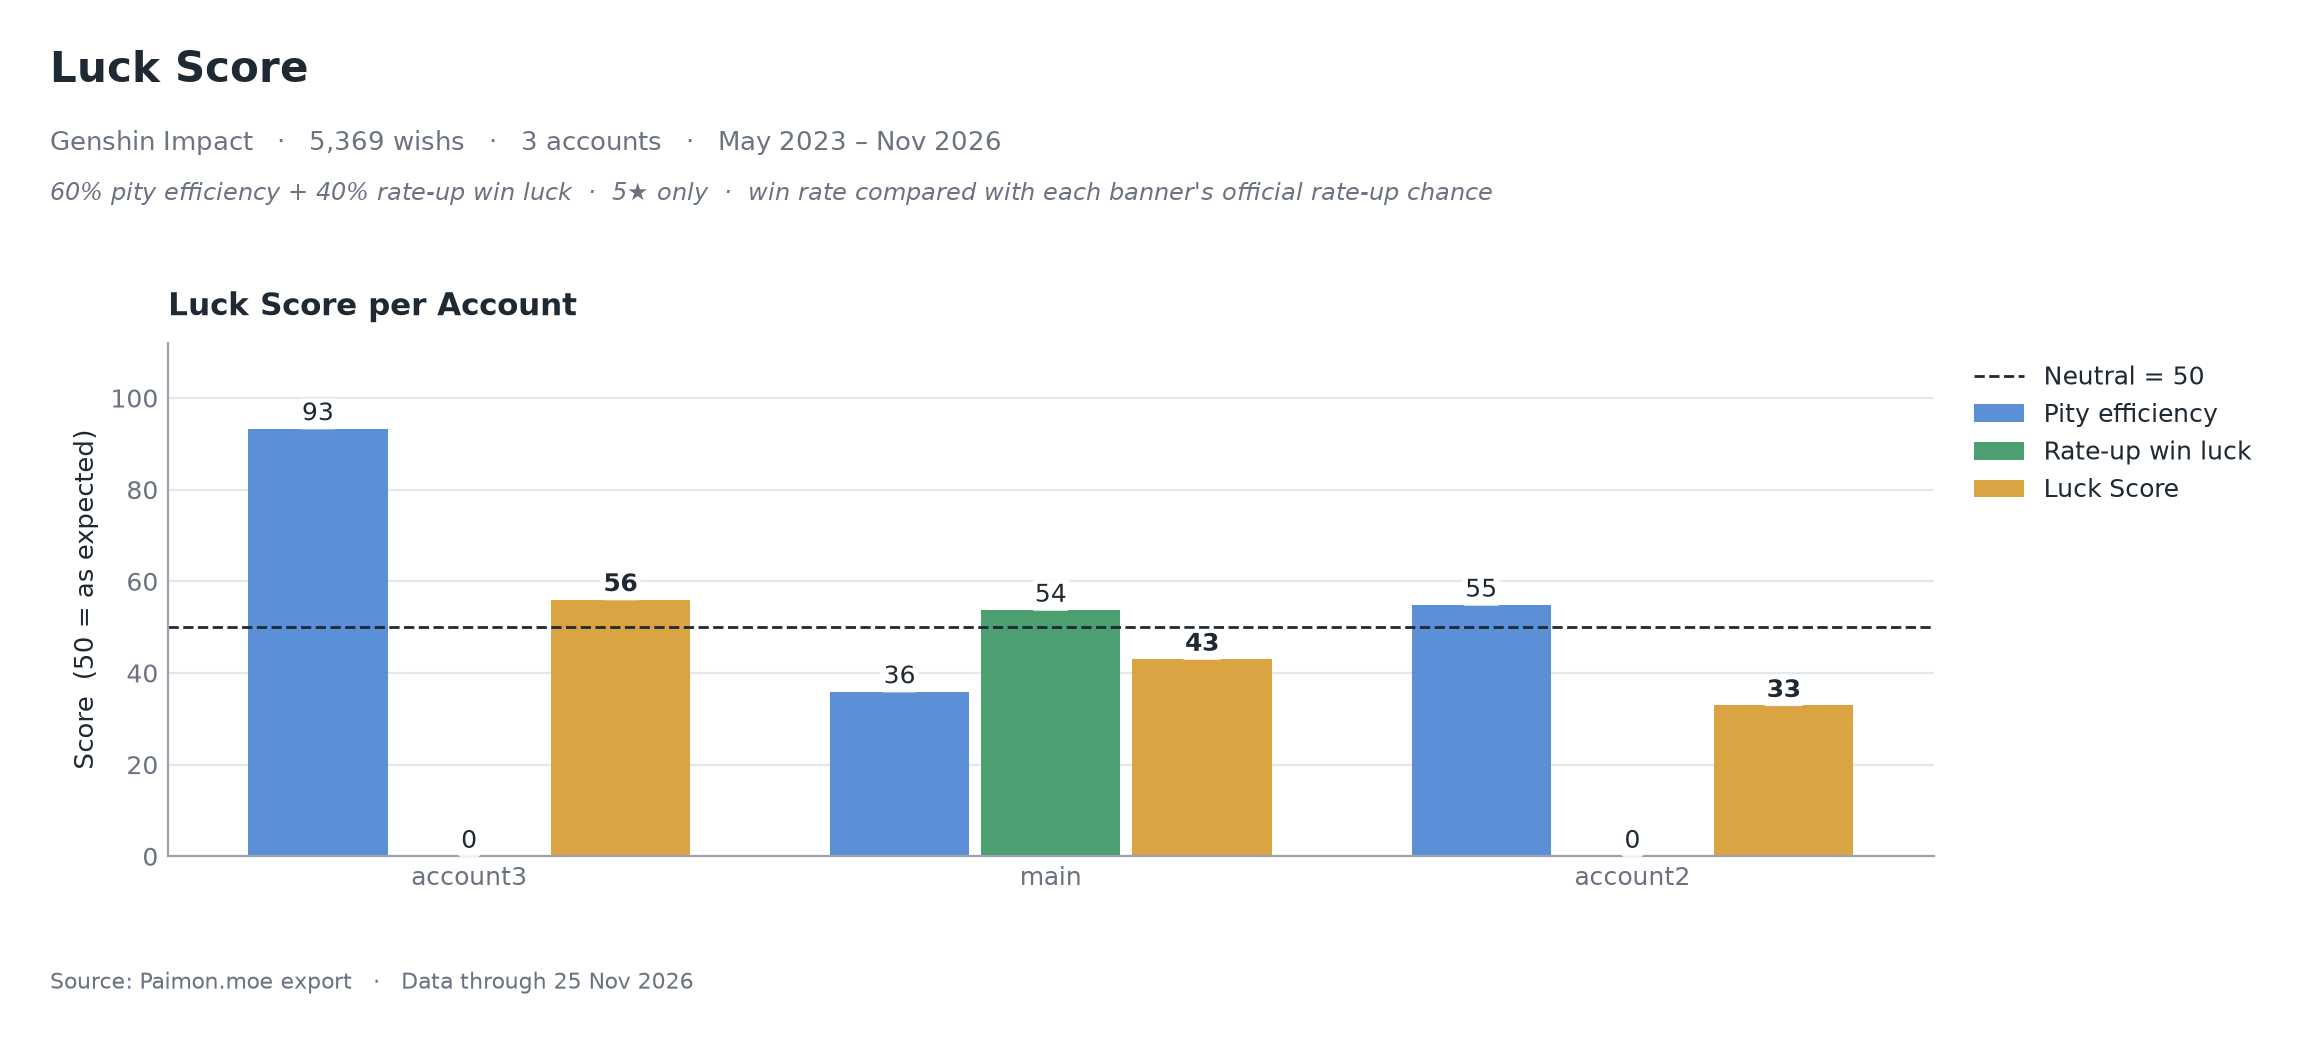 Luck Score
Genshin Impact · 5,369 wishs · 3 accounts · May 2023 – Nov 2026
60% pity efficiency + 40% rate-up win luck · 5★ only · win rate compared with each banner's official rate-up chance
Luck Score per Account
Score (50 = as expected)
100
80
60
40
20
0
93
0
56
36
54
43
55
0
33
account3
main
account2
Neutral = 50
Pity efficiency
Rate-up win luck
Luck Score
Source: Paimon.moe export · Data through 25 Nov 2026